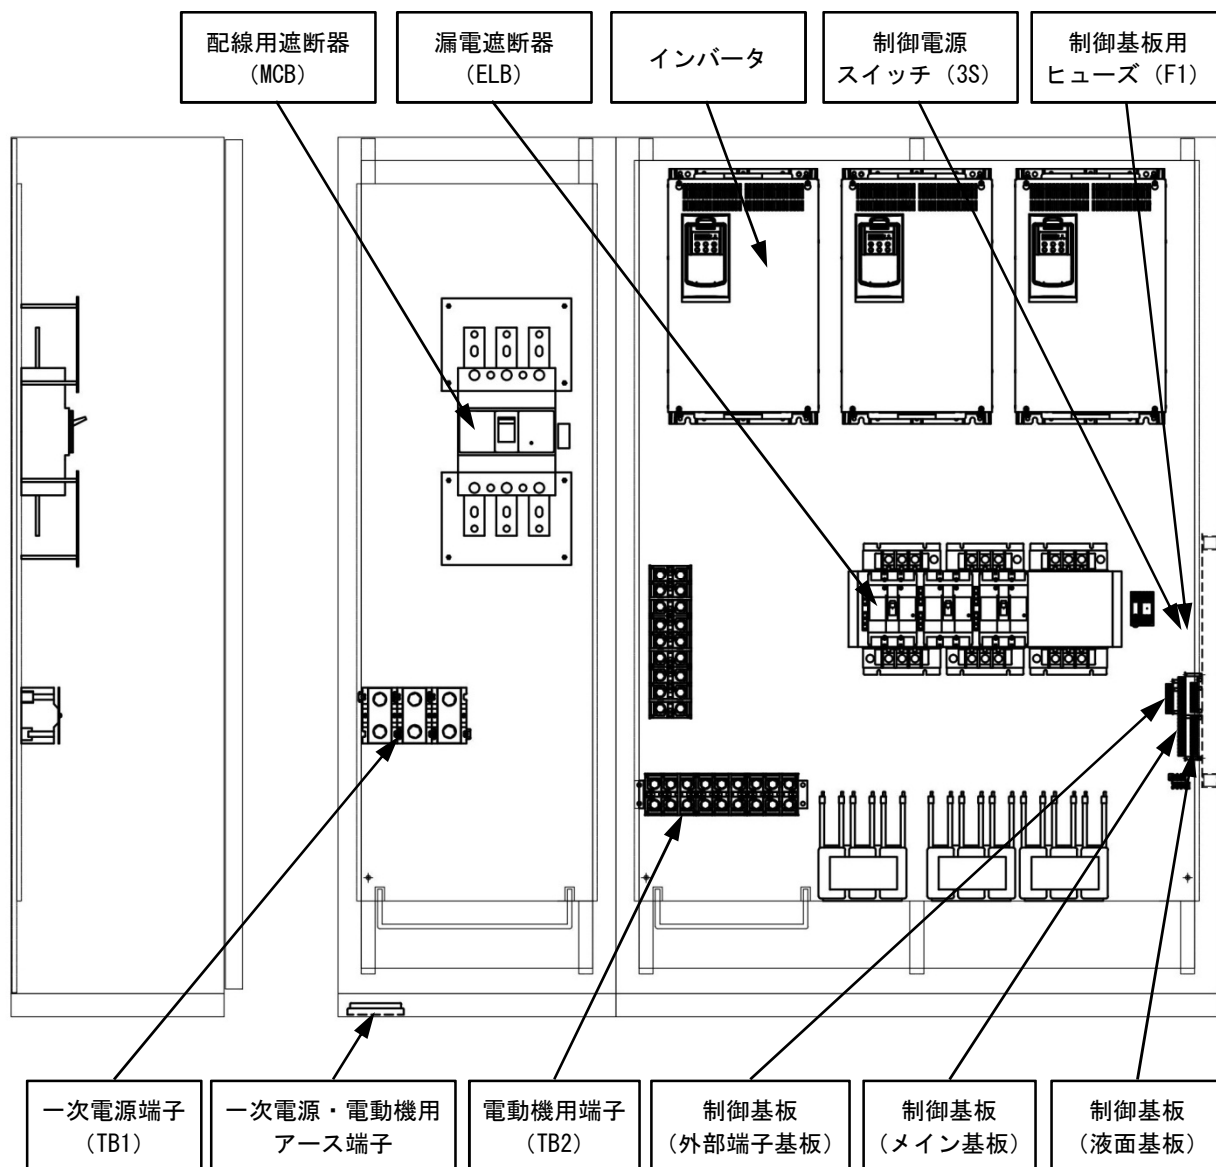 配線用遮断器
(MCB)
漏電遮断器
(ELB)
インバータ
制御電源
スイッチ (3S)
制御基板用
ヒューズ (F1)
一次電源端子
(TB1)
一次電源・電動機用
アース端子
電動機用端子
(TB2)
制御基板
(外部端子基板)
制御基板
(メイン基板)
制御基板
(液面基板)